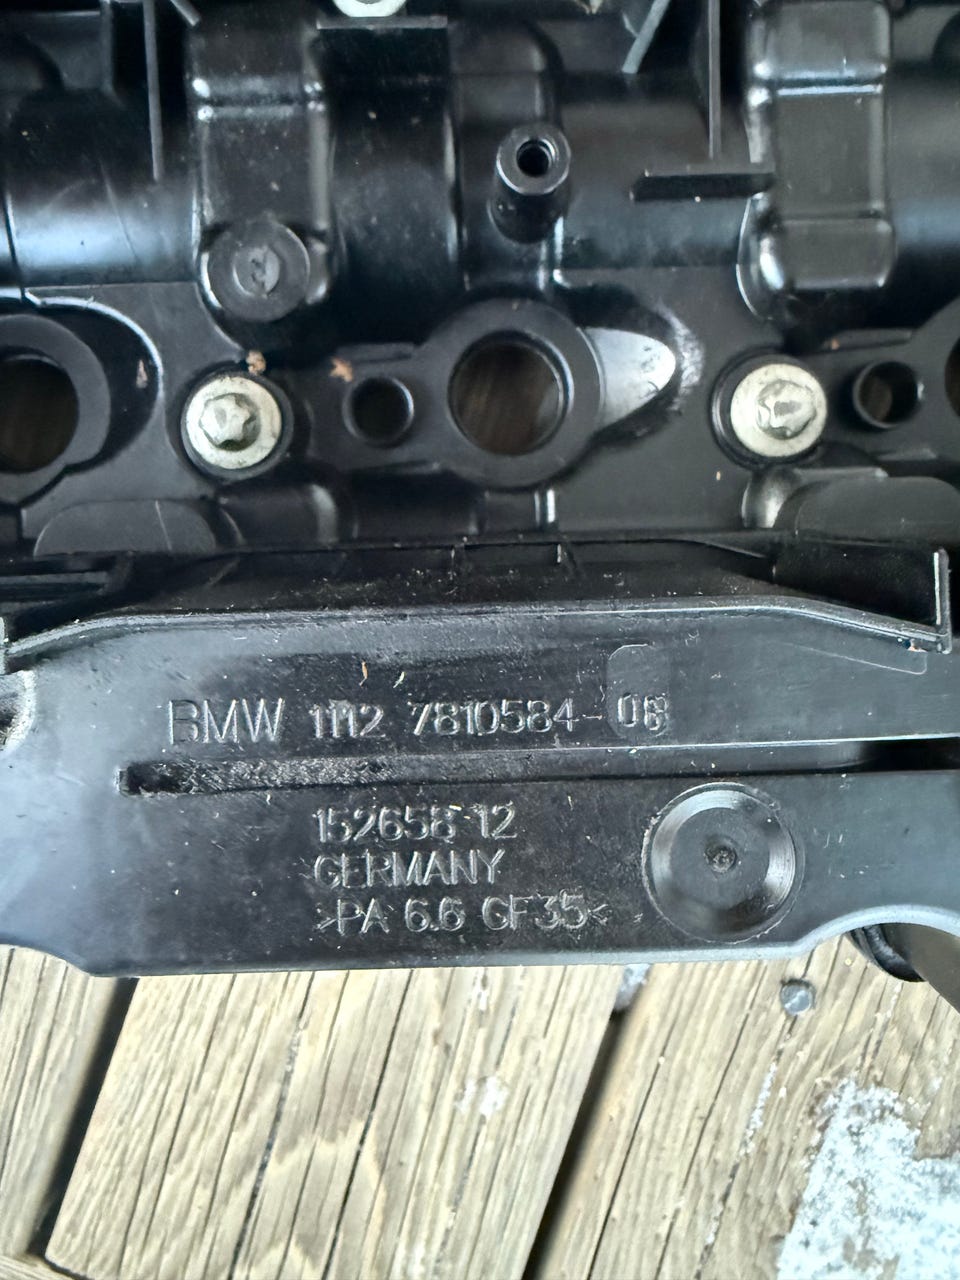 BMW 1112 7810584-08
152658 12
GERMANY
>PA 6.6 GF35<